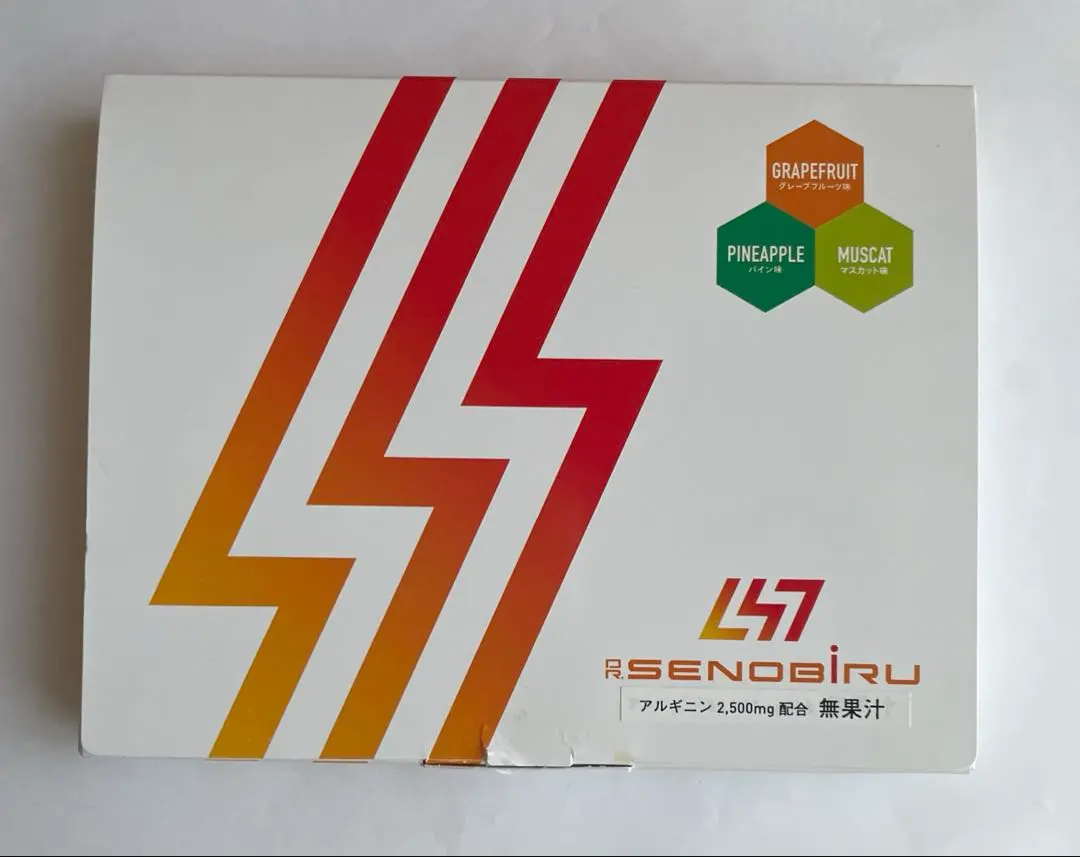 GRAPEFRUIT
グレープフルーツ味
PINEAPPLE
パイン味
MUSCAT
マスカット味
DR.SENOBiRU
アルギニン 2,500mg 配合 無果汁